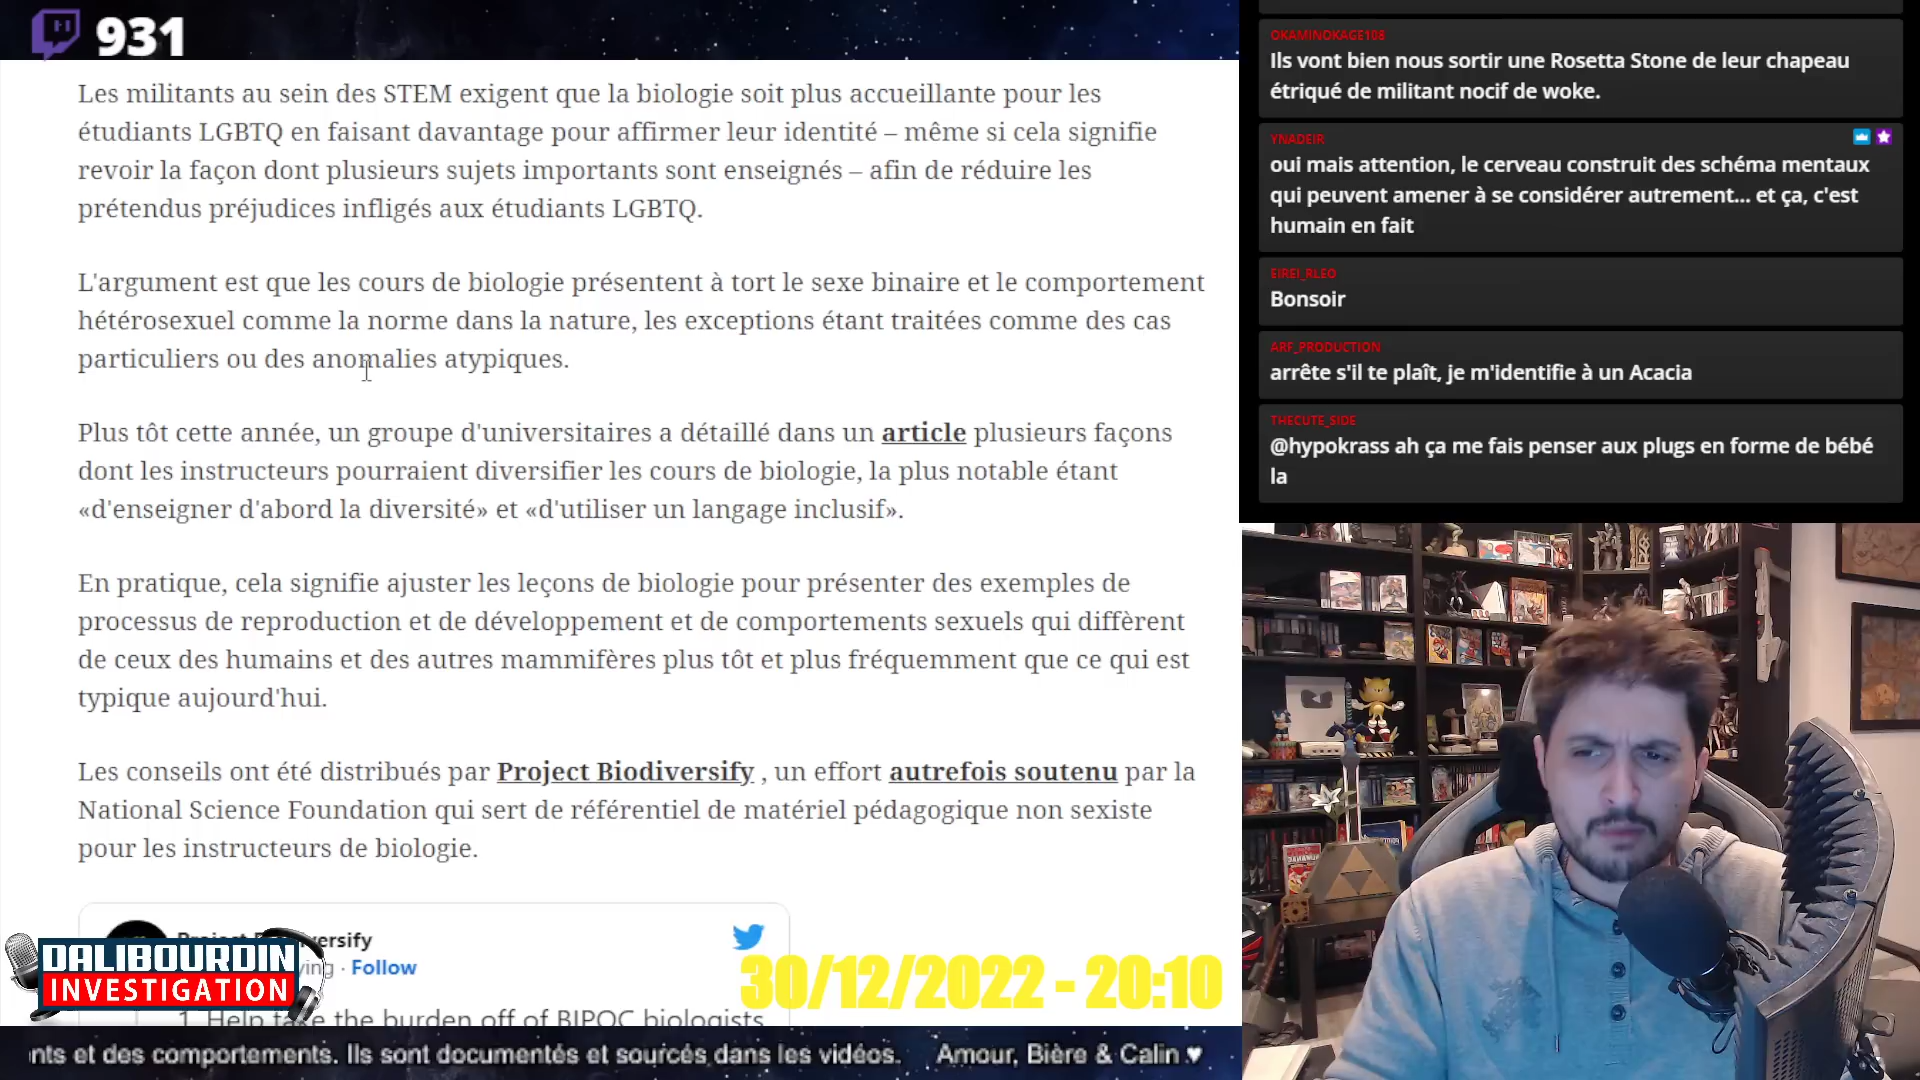 931
Les militants au sein des STEM exigent que la biologie soit plus accueillante pour les
étudiants LGBTQ en faisant davantage pour affirmer leur identité – même si cela signifie
revoir la façon dont plusieurs sujets importants sont enseignés – afin de réduire les
prétendus préjudices infligés aux étudiants LGBTQ.
L'argument est que les cours de biologie présentent à tort le sexe binaire et le comportement
hétérosexuel comme la norme dans la nature, les exceptions étant traitées comme des cas
particuliers ou des anomalies atypiques.
Plus tôt cette année, un groupe d'universitaires a détaillé dans un article plusieurs façons
dont les instructeurs pourraient diversifier les cours de biologie, la plus notable étant
«d'enseigner d'abord la diversité» et «d'utiliser un langage inclusif».
En pratique, cela signifie ajuster les leçons de biologie pour présenter des exemples de
processus de reproduction et de développement et de comportements sexuels qui diffèrent
de ceux des humains et des autres mammifères plus tôt et plus fréquemment que ce qui est
typique aujourd'hui.
Les conseils ont été distribués par Project Biodiversify , un effort autrefois soutenu par la
National Science Foundation qui sert de référentiel de matériel pédagogique non sexiste
pour les instructeurs de biologie.
Follow
1. Help take the burden off of BIPOC biologists
DALIBOURDIN
INVESTIGATION
30/12/2022 - 20:10
nts et des comportements. Ils sont documentés et sourcés dans les vidéos. Amour, Bière & Calin ♥
OKAMINOKAGE108
Ils vont bien nous sortir une Rosetta Stone de leur chapeau
étriqué de militant nocif de woke.
YNADEIR
oui mais attention, le cerveau construit des schéma mentaux
qui peuvent amener à se considérer autrement... et ça, c'est
humain en fait
EIREI_RLEO
Bonsoir
ARF_PRODUCTION
arrête s'il te plaît, je m'identifie à un Acacia
THECUTE_SIDE
@hypokrass ah ça me fais penser aux plugs en forme de bébé
la